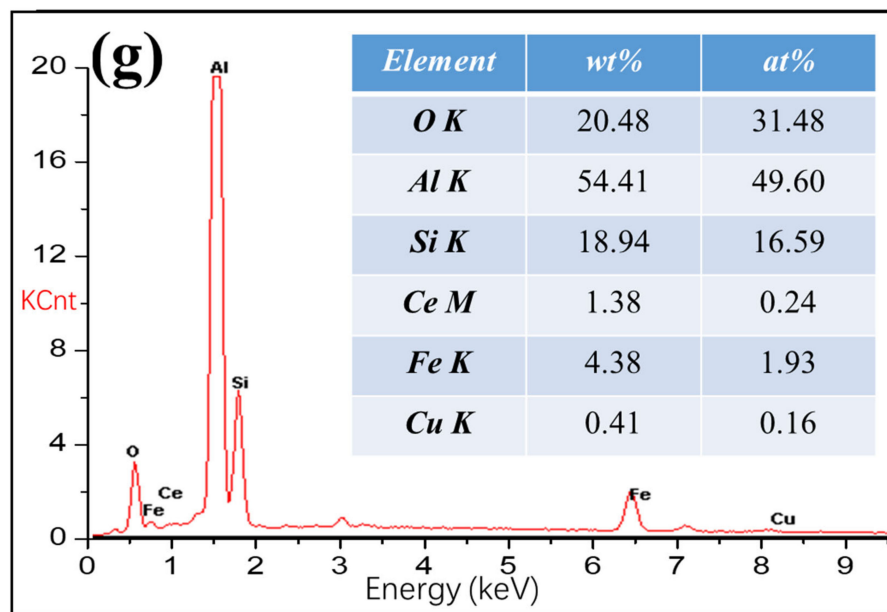 (g)
Element wt% at%
O K 20.48 31.48
Al K 54.41 49.60
Si K 18.94 16.59
Ce M 1.38 0.24
Fe K 4.38 1.93
Cu K 0.41 0.16
20
16
12
8
4
0
KCnt
Al
Si
O
Fe
Ce
Fe
Cu
0 1 2 3 4 5 6 7 8 9
Energy (keV)